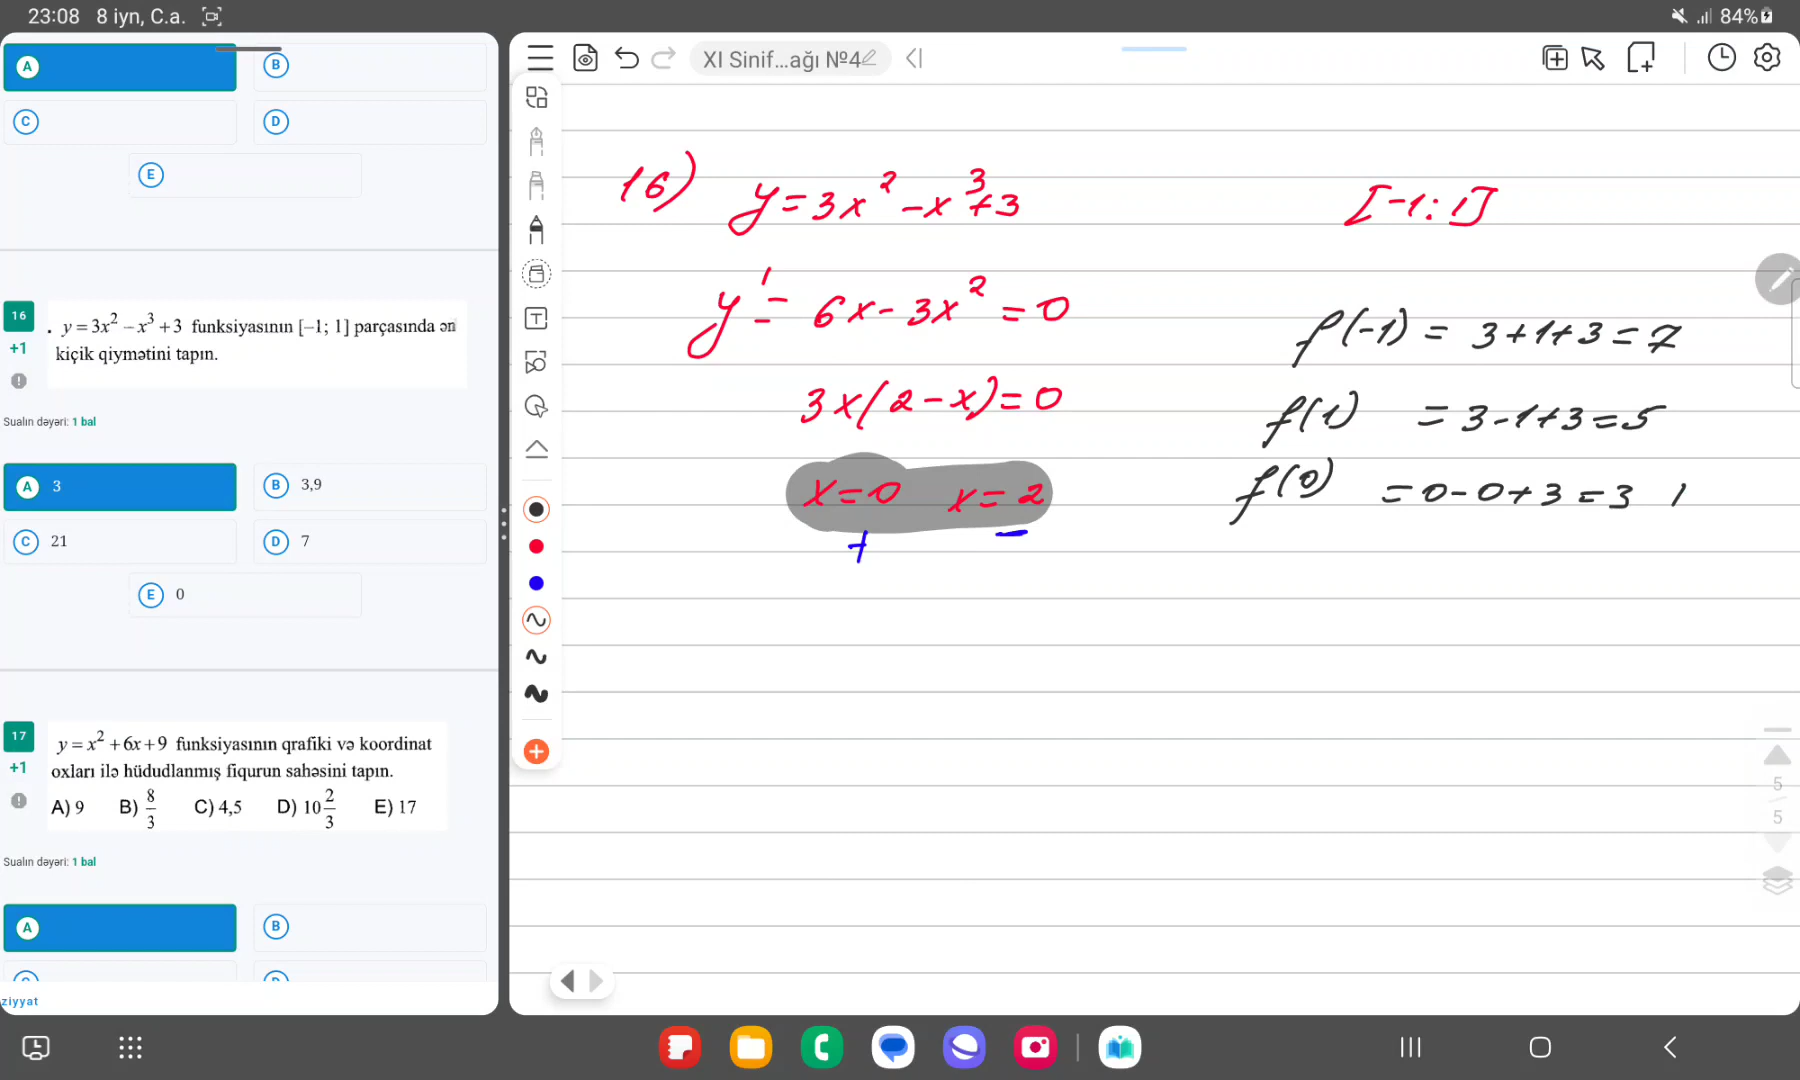 23:08 8 iyn, C.a.
84%
A
B
C
D
E
16
+1
. y = 3x² − x³ + 3 funksiyasının [−1; 1] parçasında ən
kiçik qiymətini tapın.
Sualın dəyəri: 1 bal
A 3
B 3,9
C 21
D 7
E 0
17
+1
y = x² + 6x + 9 funksiyasının qrafiki və koordinat
oxları ilə hüdudlanmış fiqurun sahəsini tapın.
A) 9 B) 8/3 C) 4,5 D) 10 2/3 E) 17
Sualın dəyəri: 1 bal
A
B
ziyyat
XI Sinif...ağı №4
16) y = 3x² − x³ + 3 [−1; 1]
y' = 6x − 3x² = 0
3x(2 − x) = 0
x = 0 x = 2
+ −
f(−1) = 3+1+3 = 7
f(1) = 3−1+3 = 5
f(0) = 0−0+3 = 3
5
5